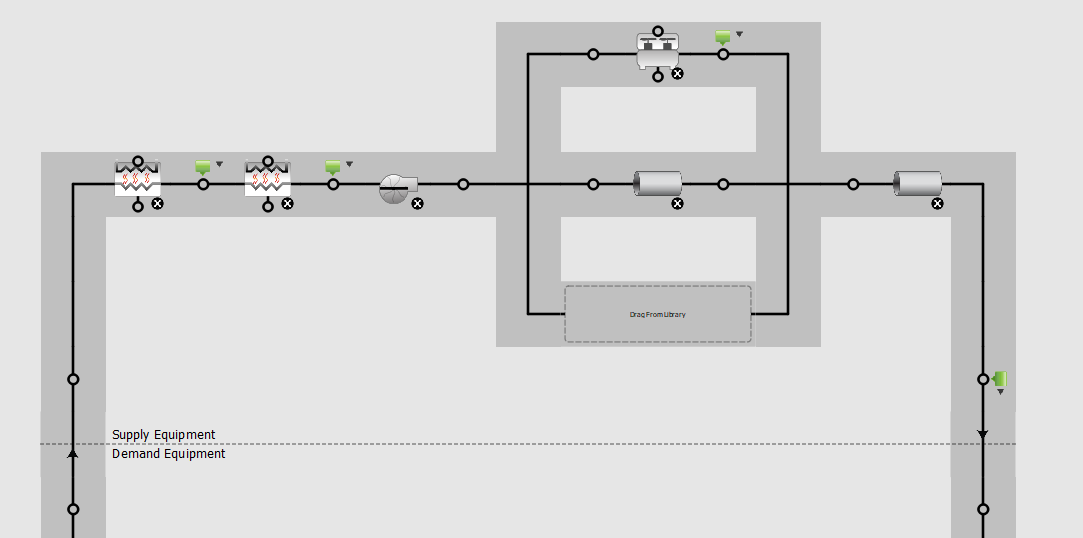 Drag From Library
Supply Equipment
Demand Equipment